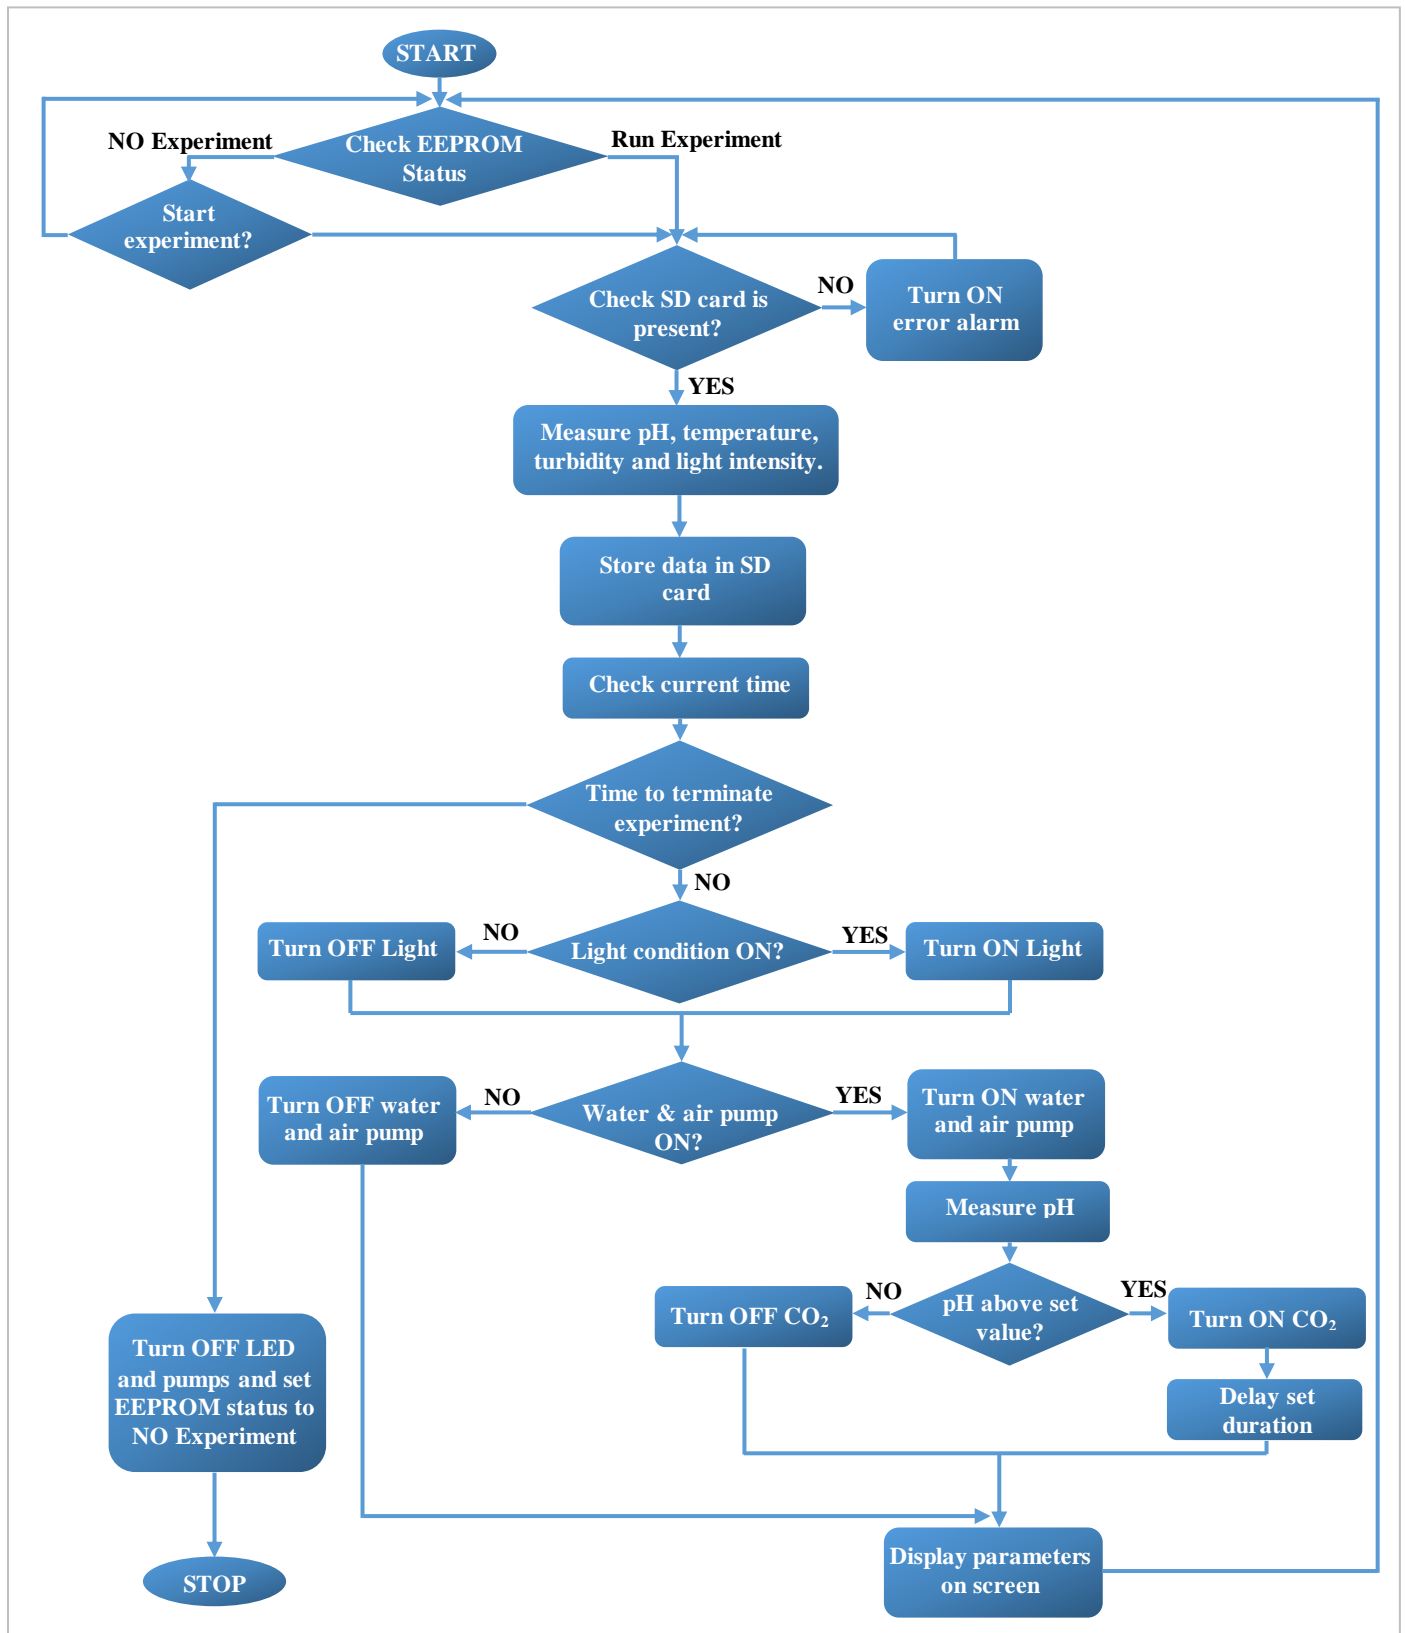 START
NO Experiment
Run Experiment
Check EEPROM
Status
Start
experiment?
Check SD card is
present?
NO
Turn ON
error alarm
YES
Measure pH, temperature,
turbidity and light intensity.
Store data in SD
card
Check current time
Time to terminate
experiment?
NO
Turn OFF Light
NO
Light condition ON?
YES
Turn ON Light
Turn OFF water
and air pump
NO
Water & air pump
ON?
YES
Turn ON water
and air pump
Measure pH
Turn OFF CO₂
NO
pH above set
value?
YES
Turn ON CO₂
Turn OFF LED
and pumps and set
EEPROM status to
NO Experiment
Delay set
duration
Display parameters
on screen
STOP